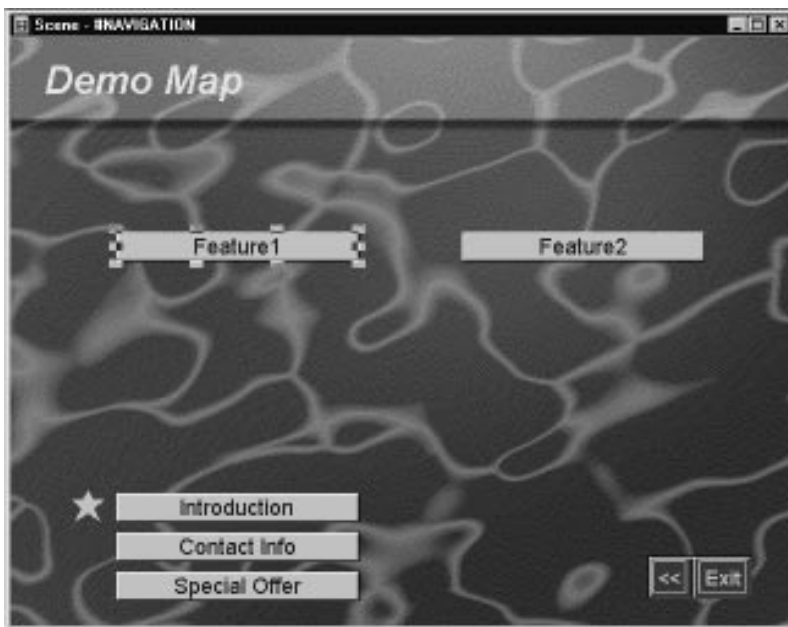 Scene - #NAVIGATION
Demo Map
Feature1
Feature2
Introduction
Contact Info
Special Offer
<<
Exit